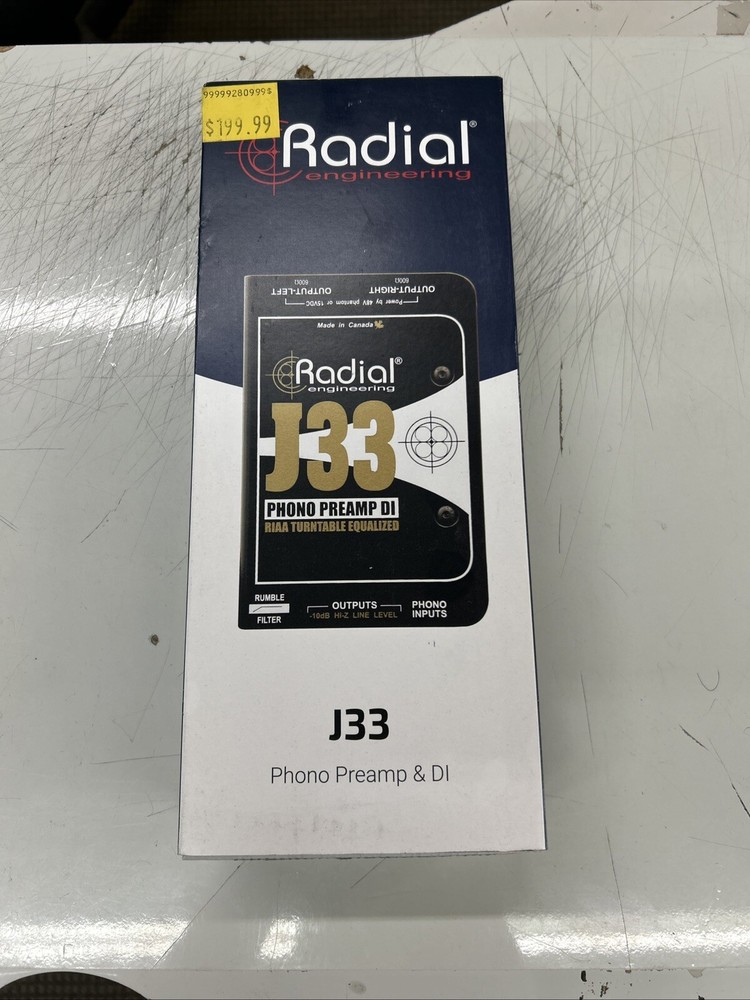 99999280999$
$199.99
Radial®
engineering
OUTPUT-LEFT
600Ω
OUTPUT-RIGHT
600Ω
Power by 48V phantom or 15VDC
Made in Canada
Radial®
engineering
J33
PHONO PREAMP DI
RIAA TURNTABLE EQUALIZED
RUMBLE
FILTER
OUTPUTS
-10dB HI-Z LINE LEVEL
PHONO
INPUTS
J33
Phono Preamp & DI